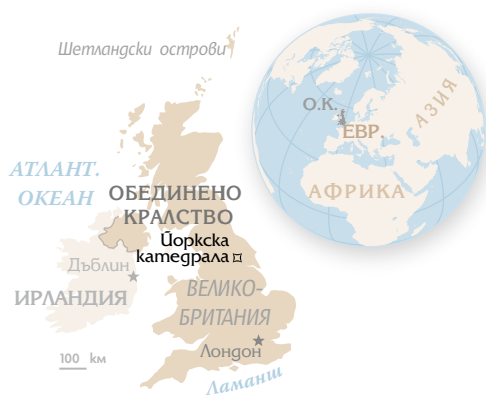 Шетландски острови
АТЛАНТ.
ОКЕАН
ОБЕДИНЕНО
КРАЛСТВО
Йоркска
катедрала
Дъблин
ИРЛАНДИЯ
ВЕЛИКО-
БРИТАНИЯ
Лондон
100 км
Ламанш
О.К.
ЕВР.
АЗИЯ
АФРИКА